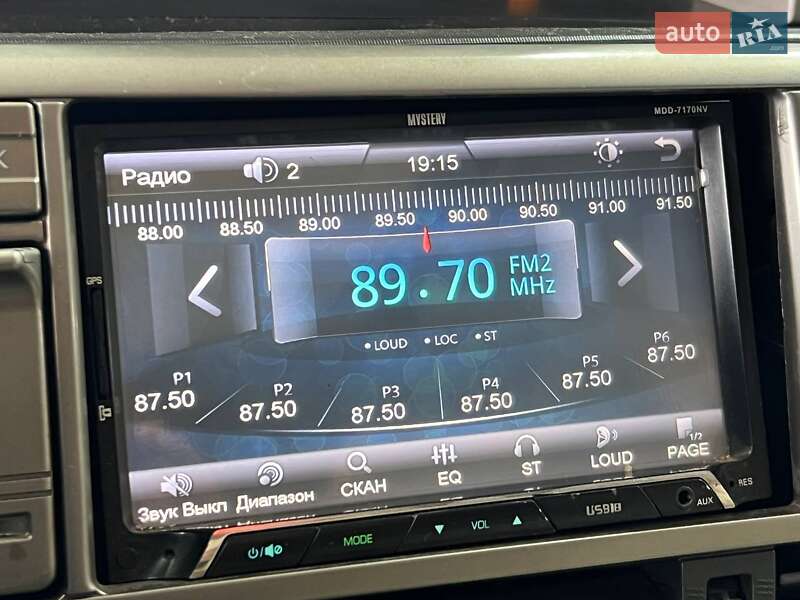 auto RIA.com
MYSTERY
MDD-7170NV
Радио 2 19:15
88.00 88.50 89.00 89.50 90.00 90.50 91.00 91.50
GPS
89.70 FM2
MHz
LOUD LOC ST
P1 P2 P3 P4 P5 P6
87.50 87.50 87.50 87.50 87.50 87.50
1/2
Звук Выкл Диапазон СКАН EQ ST LOUD PAGE
MODE VOL USB AUX RES